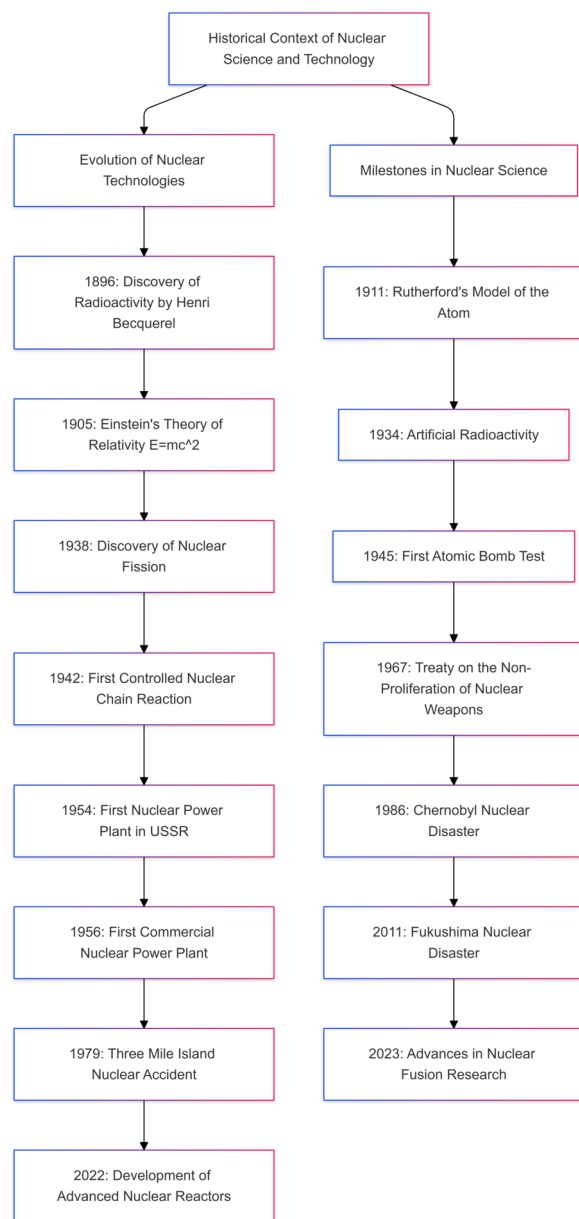 Historical Context of Nuclear
Science and Technology
Evolution of Nuclear
Technologies
1896: Discovery of
Radioactivity by Henri
Becquerel
1905: Einstein's Theory of
Relativity E=mc^2
1938: Discovery of Nuclear
Fission
1942: First Controlled Nuclear
Chain Reaction
1954: First Nuclear Power
Plant in USSR
1956: First Commercial
Nuclear Power Plant
1979: Three Mile Island
Nuclear Accident
2022: Development of
Advanced Nuclear Reactors
Milestones in Nuclear Science
1911: Rutherford's Model of the
Atom
1934: Artificial Radioactivity
1945: First Atomic Bomb Test
1967: Treaty on the Non-
Proliferation of Nuclear
Weapons
1986: Chernobyl Nuclear
Disaster
2011: Fukushima Nuclear
Disaster
2023: Advances in Nuclear
Fusion Research